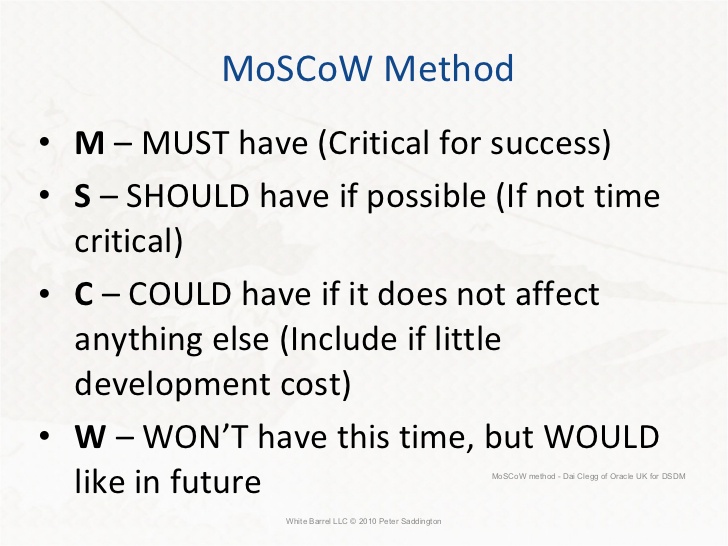 MoSCoW Method
• M – MUST have (Critical for success)
• S – SHOULD have if possible (If not time
critical)
• C – COULD have if it does not affect
anything else (Include if little
development cost)
• W – WON’T have this time, but WOULD
like in future
MoSCoW method - Dai Clegg of Oracle UK for DSDM
White Barrel LLC © 2010 Peter Saddington